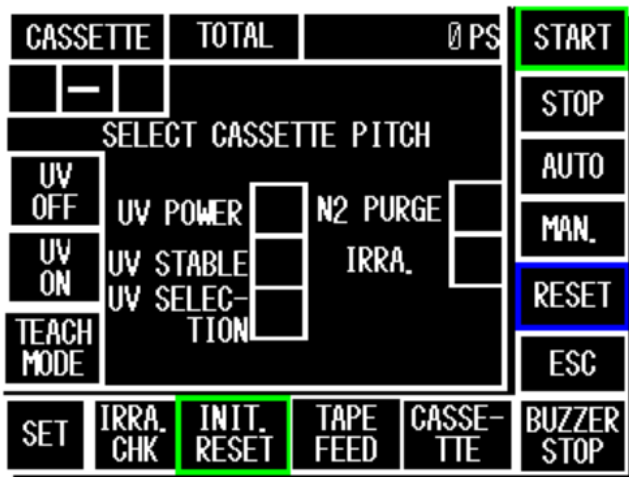 CASSETTE TOTAL 0 PS START
–
STOP
SELECT CASSETTE PITCH
AUTO
UV
OFF
UV POWER
N2 PURGE
MAN.
UV
ON
UV STABLE
IRRA.
RESET
UV SELEC-
TION
TEACH
MODE
ESC
SET
IRRA.
CHK
INIT.
RESET
TAPE
FEED
CASSE-
TTE
BUZZER
STOP